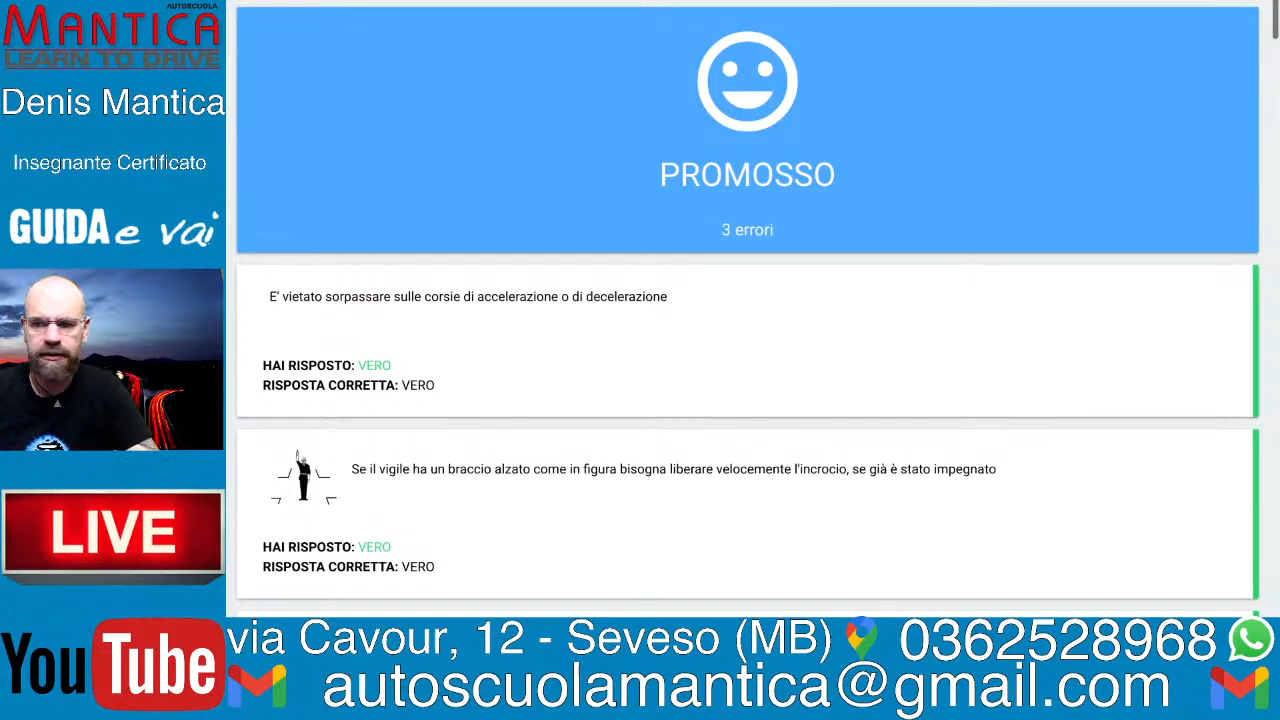 AUTOSCUOLA
MANTICA
LEARN TO DRIVE
Denis Mantica
Insegnante Certificato
GUIDA e vai
LIVE
YouTube
PROMOSSO
3 errori
E' vietato sorpassare sulle corsie di accelerazione o di decelerazione
HAI RISPOSTO: VERO
RISPOSTA CORRETTA: VERO
Se il vigile ha un braccio alzato come in figura bisogna liberare velocemente l'incrocio, se già è stato impegnato
HAI RISPOSTO: VERO
RISPOSTA CORRETTA: VERO
via Cavour, 12 - Seveso (MB) 0362528968
autoscuolamantica@gmail.com